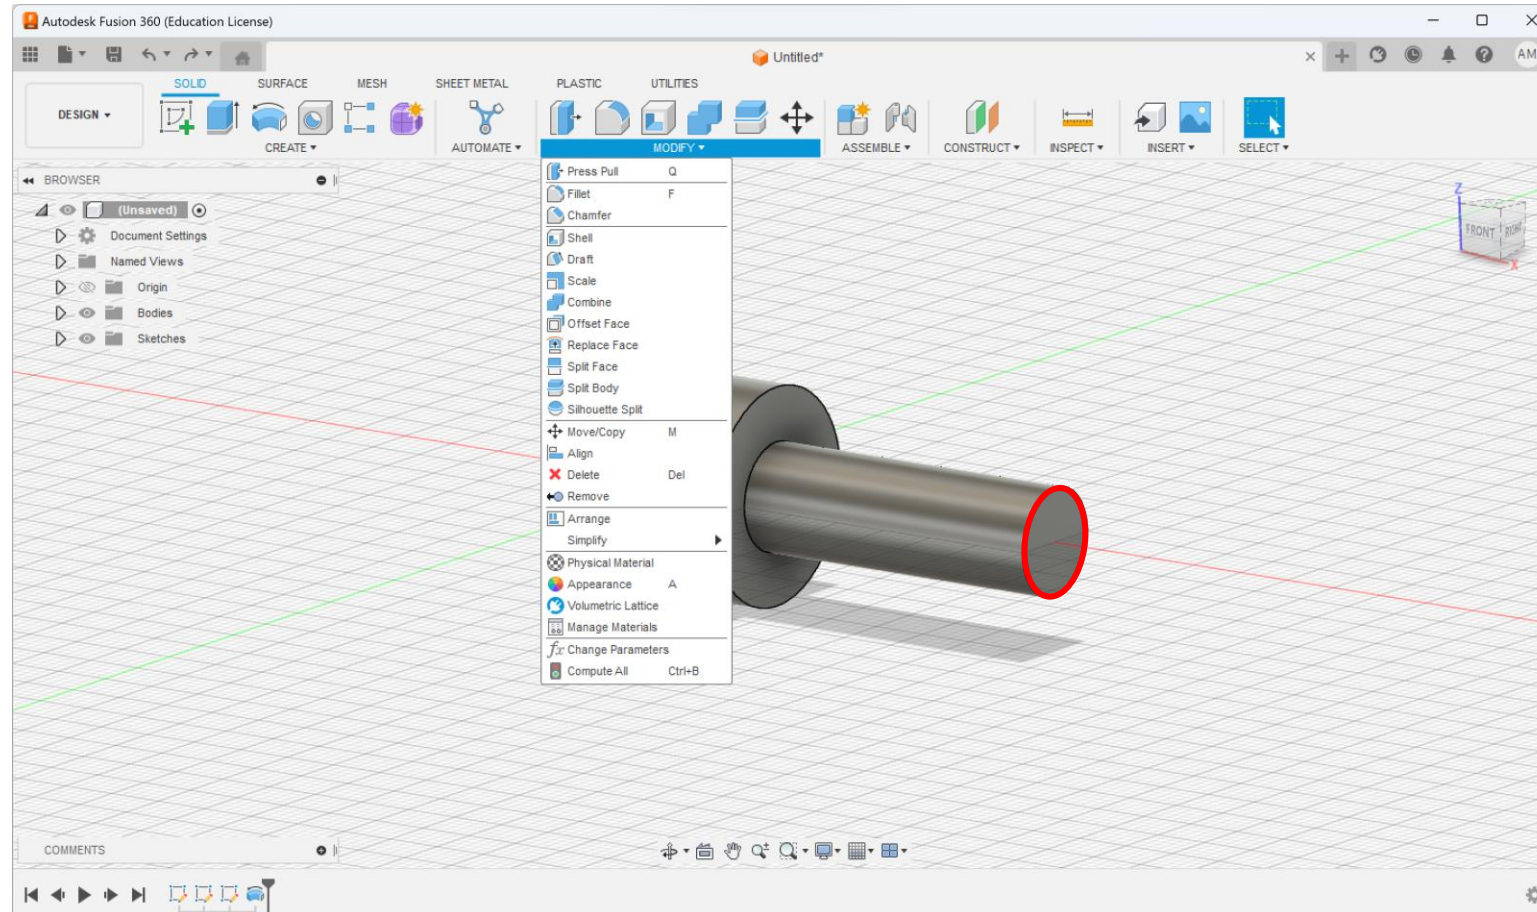 Autodesk Fusion 360 (Education License)
Untitled*
AM
SOLID SURFACE MESH SHEET METAL PLASTIC UTILITIES
DESIGN
CREATE AUTOMATE MODIFY ASSEMBLE CONSTRUCT INSPECT INSERT SELECT
BROWSER
(Unsaved)
Document Settings
Named Views
Origin
Bodies
Sketches
Press Pull Q
Fillet F
Chamfer
Shell
Draft
Scale
Combine
Offset Face
Replace Face
Split Face
Split Body
Silhouette Split
Move/Copy M
Align
Delete Del
Remove
Arrange
Simplify
Physical Material
Appearance A
Volumetric Lattice
Manage Materials
fx Change Parameters
Compute All Ctrl+B
Z
FRONT RIGHT
X
COMMENTS